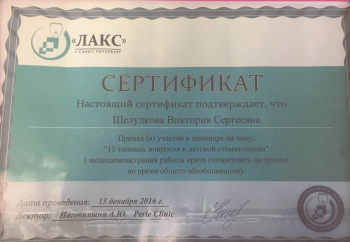 «ЛАКС»
САНКТ-ПЕТЕРБУРГ
СЕРТИФИКАТ
Настоящий сертификат подтверждает, что
Шелудкова Виктория Сергеевна
Принял (а) участие в семинаре на тему:
"15 топовых вопросов в детской стоматологии"
( видеодемонстрация работы врача стоматолога на приеме
во время общего обезболивания).
Дата проведения: 13 декабря 2016 г.
Лектор: А.Ю. Perle Clinic